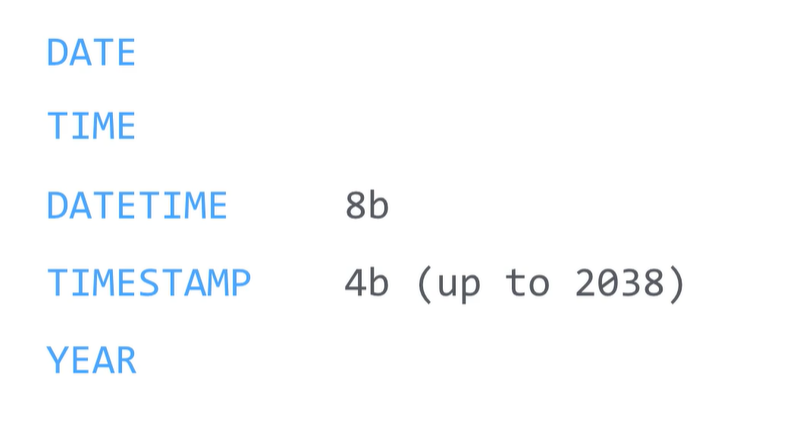 DATE
TIME
DATETIME 8b
TIMESTAMP 4b (up to 2038)
YEAR